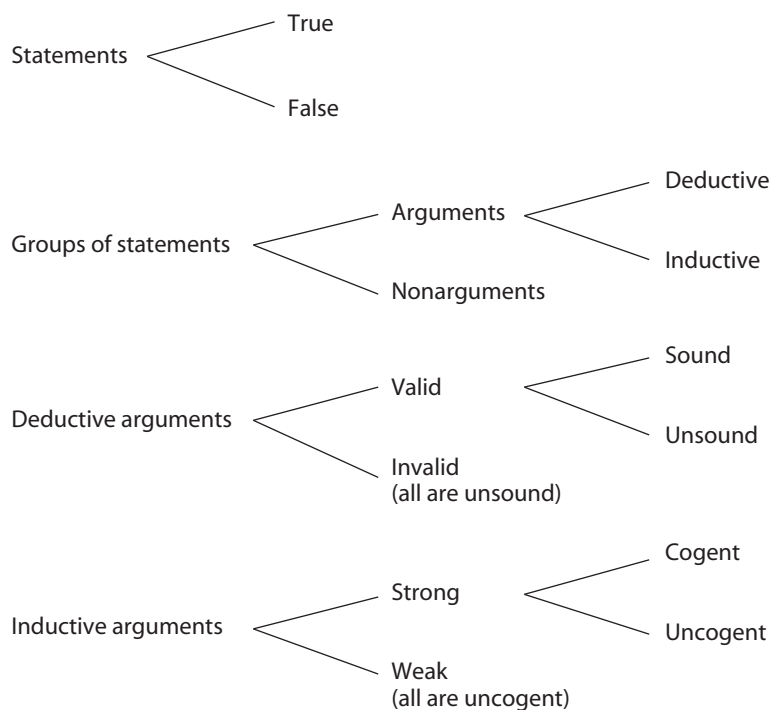 True
Statements
False
Deductive
Arguments
Groups of statements
Inductive
Nonarguments
Sound
Valid
Deductive arguments
Unsound
Invalid
(all are unsound)
Cogent
Strong
Inductive arguments
Uncogent
Weak
(all are uncogent)